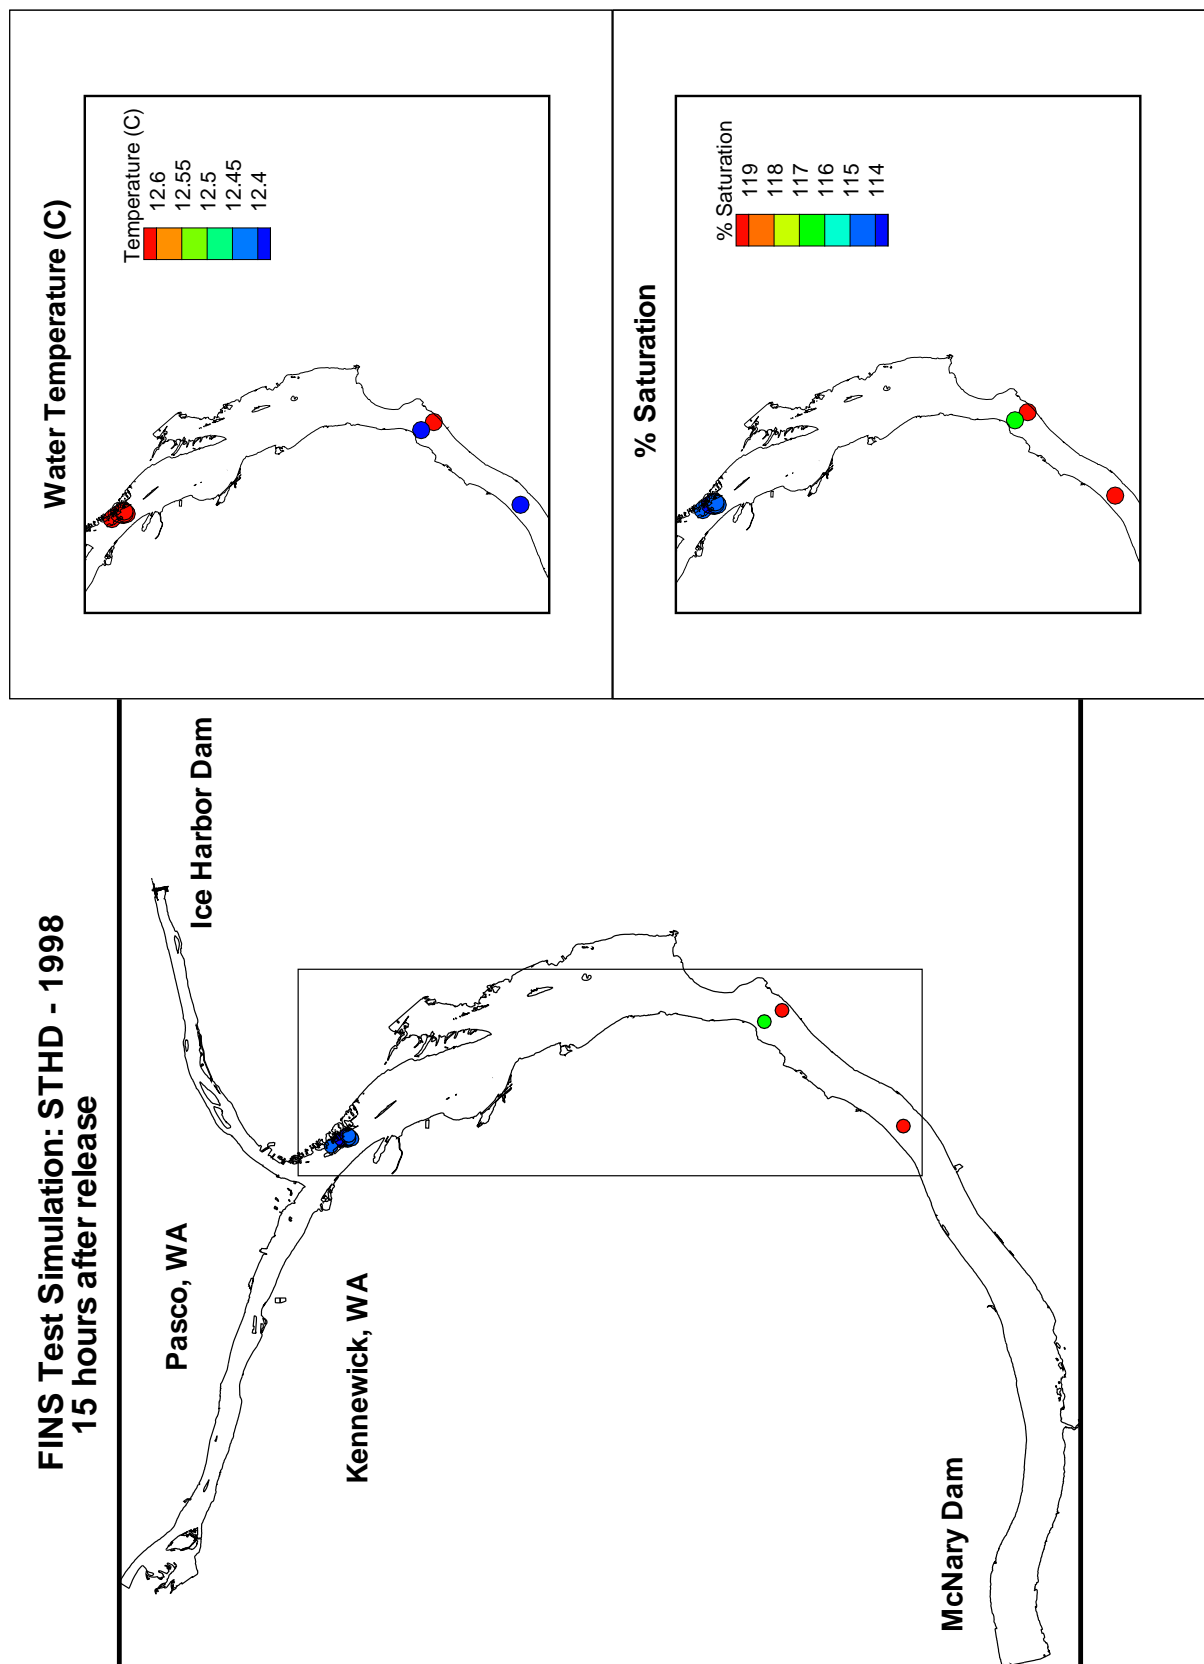 FINS Test Simulation: STHD - 1998
15 hours after release
Pasco, WA
Ice Harbor Dam
Kennewick, WA
McNary Dam
Water Temperature (C)
Temperature (C)
12.6
12.55
12.5
12.45
12.4
% Saturation
% Saturation
119
118
117
116
115
114